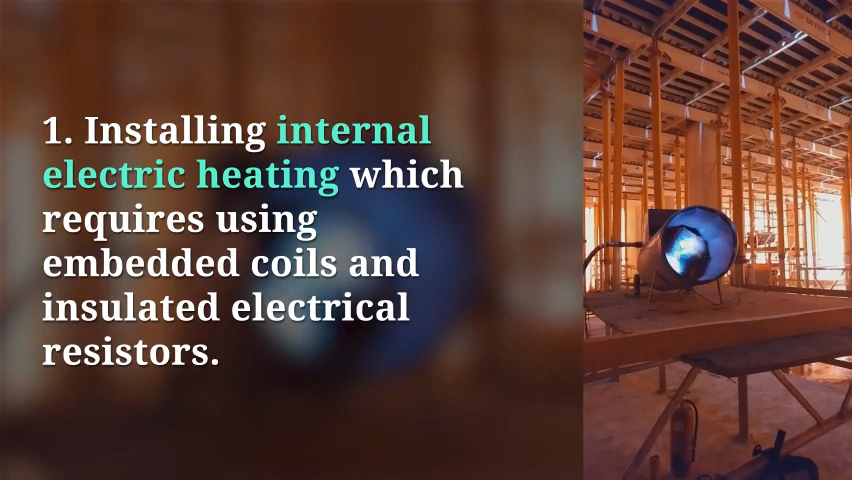 1. Installing internal
electric heating which
requires using
embedded coils and
insulated electrical
resistors.